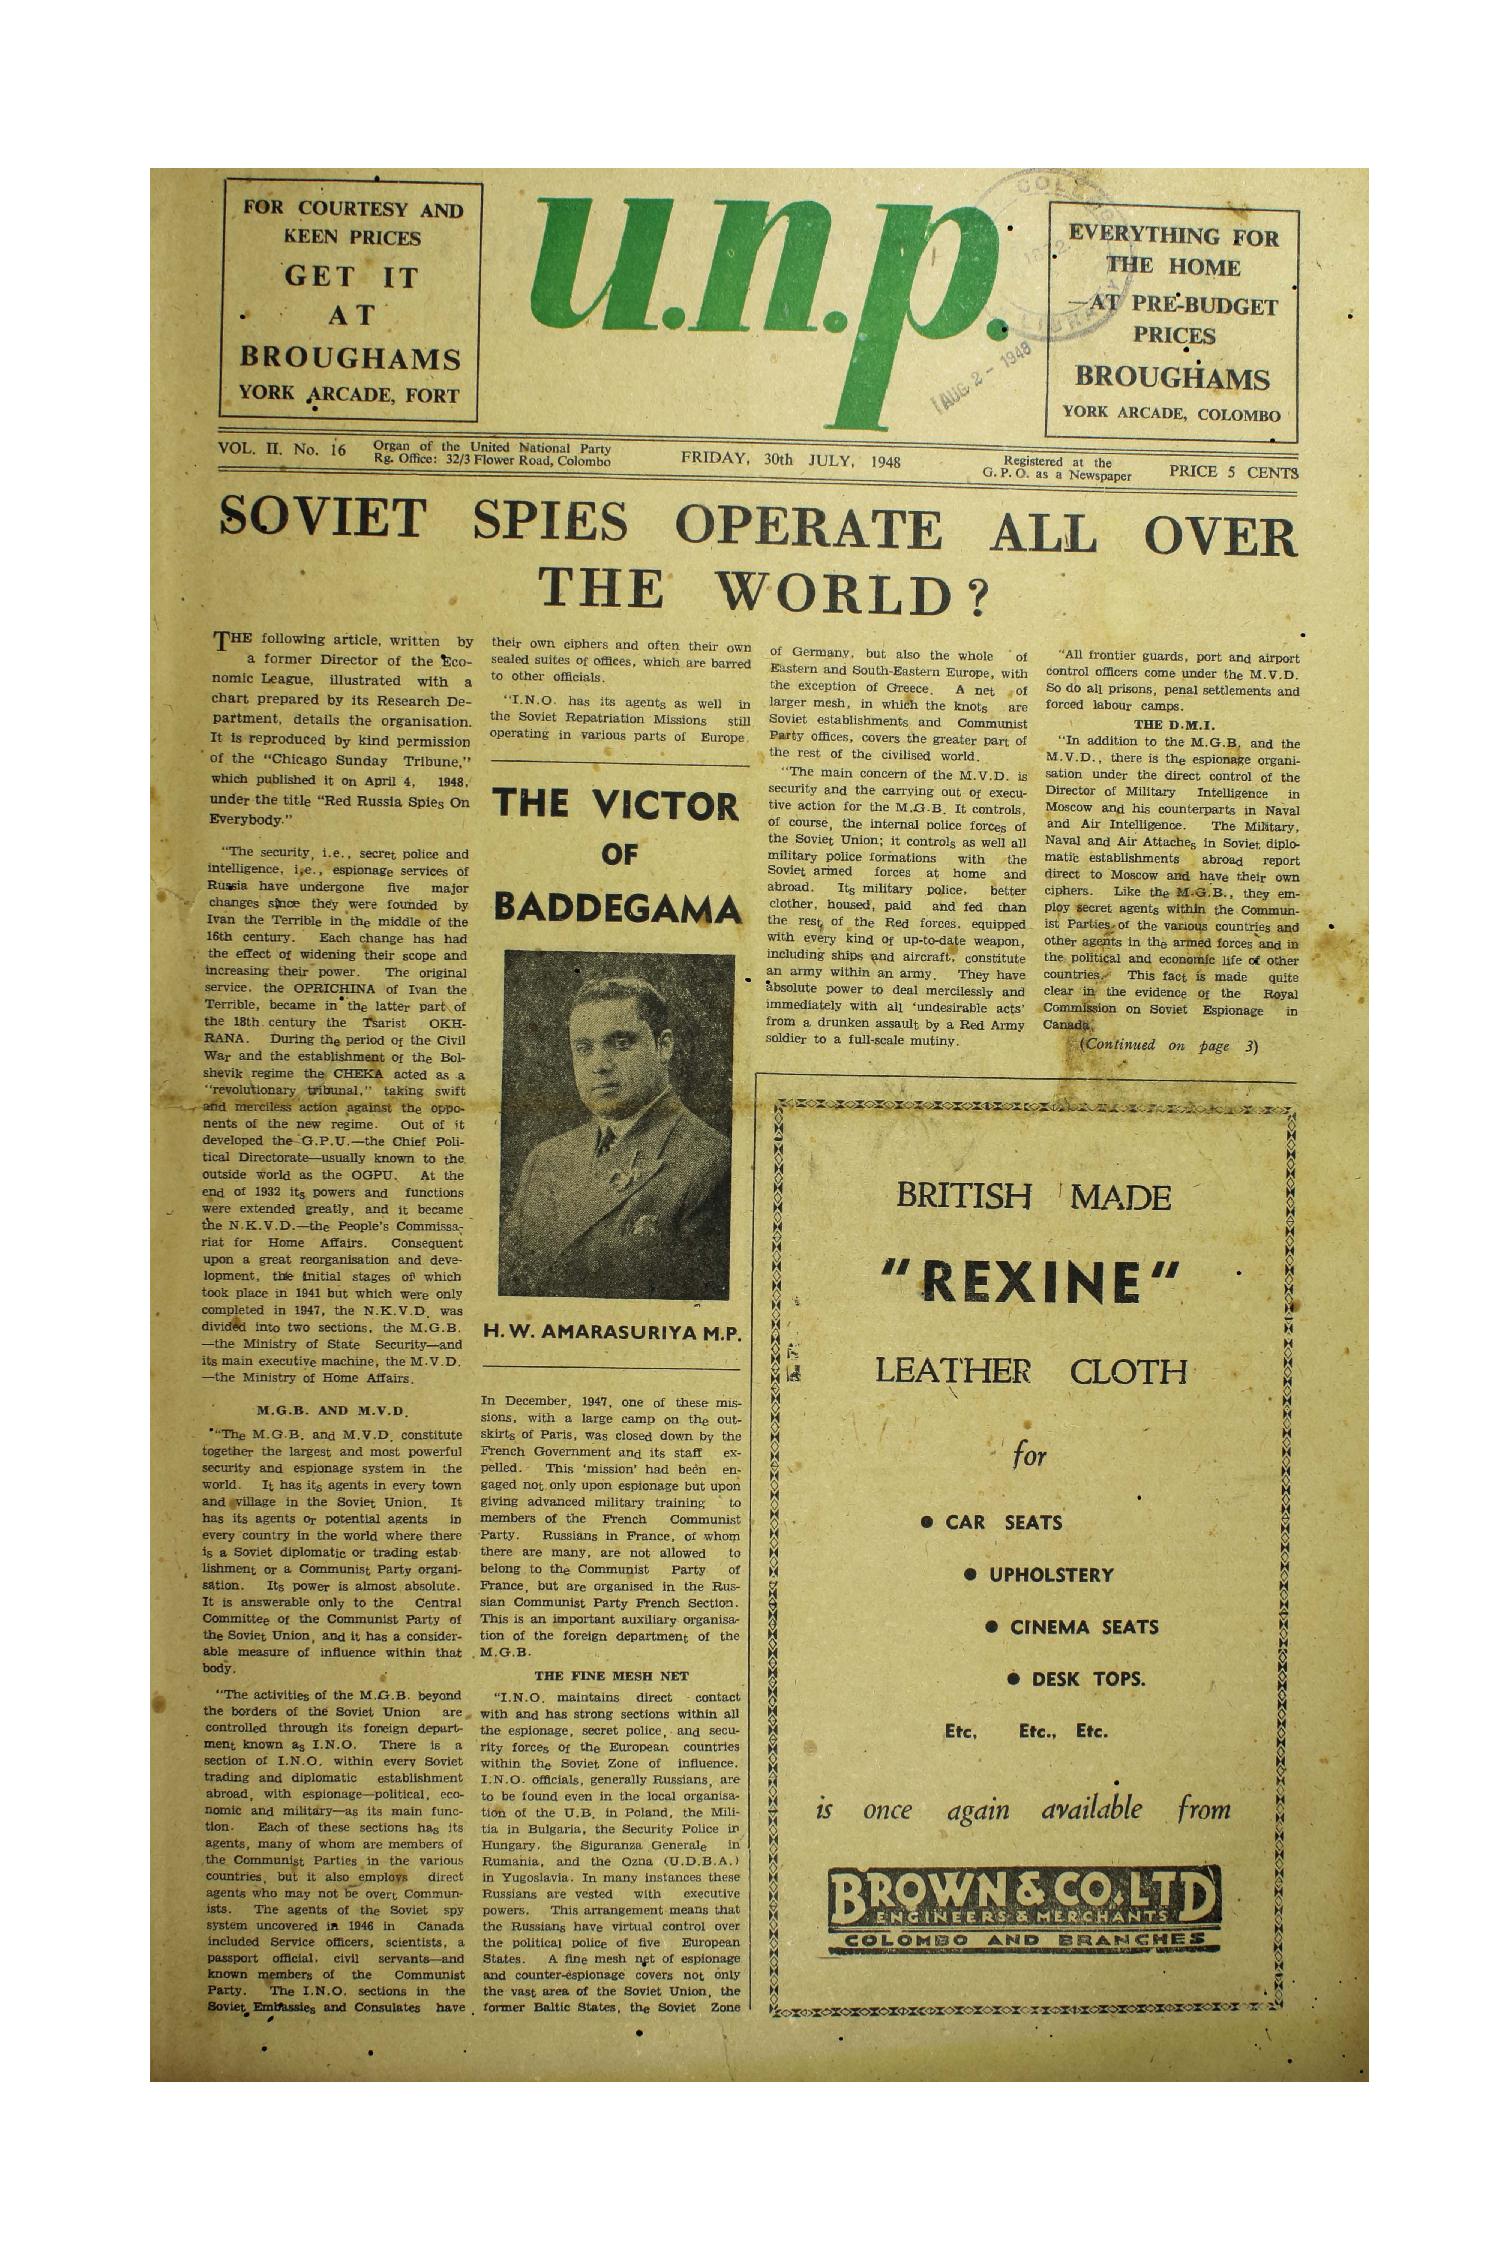 FOR COURTESY AND
KEEN PRICES
GET IT
AT
BROUGHAMS
YORK ARCADE, FORT
u.n.p.
EVERYTHING FOR
THE HOME
—AT PRE-BUDGET
PRICES
BROUGHAMS
YORK ARCADE, COLOMBO
COLLEGE
LIBRARY
AUG 2 - 1948
VOL. II. No. 16
Organ of the United National Party
Rg. Office: 32/3 Flower Road, Colombo
FRIDAY, 30th JULY, 1948
Registered at the
G. P. O. as a Newspaper
PRICE 5 CENTS
SOVIET SPIES OPERATE ALL OVER
THE WORLD?
THE following article, written by
a former Director of the Eco-
nomic League, illustrated with a
chart prepared by its Research De-
partment, details the organisation.
It is reproduced by kind permission
of the "Chicago Sunday Tribune,"
which published it on April 4, 1948,
under the title "Red Russia Spies On
Everybody."
"The security, i.e., secret police and
intelligence, i.e., espionage services of
Russia have undergone five major
changes since they were founded by
Ivan the Terrible in the middle of the
16th century. Each change has had
the effect of widening their scope and
increasing their power. The original
service, the OPRICHINA of Ivan the
Terrible, became in the latter part of
the 18th century the Tsarist OKH-
RANA. During the period of the Civil
War and the establishment of the Bol-
shevik regime the CHEKA acted as a
"revolutionary tribunal," taking swift
and merciless action against the oppo-
nents of the new regime. Out of it
developed the G.P.U.—the Chief Poli-
tical Directorate—usually known to the
outside world as the OGPU. At the
end of 1932 its powers and functions
were extended greatly, and it became
the N.K.V.D.—the People's Commissa-
riat for Home Affairs. Consequent
upon a great reorganisation and deve-
lopment, the initial stages of which
took place in 1941 but which were only
completed in 1947, the N.K.V.D. was
divided into two sections, the M.G.B.
—the Ministry of State Security—and
its main executive machine, the M.V.D.
—the Ministry of Home Affairs.
M.G.B. AND M.V.D.
"The M.G.B. and M.V.D. constitute
together the largest and most powerful
security and espionage system in the
world. It has its agents in every town
and village in the Soviet Union. It
has its agents or potential agents in
every country in the world where there
is a Soviet diplomatic or trading estab-
lishment or a Communist Party organi-
sation. Its power is almost absolute.
It is answerable only to the Central
Committee of the Communist Party of
the Soviet Union, and it has a consider-
able measure of influence within that
body.
"The activities of the M.G.B. beyond
the borders of the Soviet Union are
controlled through its foreign depart-
ment known as I.N.O. There is a
section of I.N.O. within every Soviet
trading and diplomatic establishment
abroad, with espionage—political, eco-
nomic and military—as its main func-
tion. Each of these sections has its
agents, many of whom are members of
the Communist Parties in the various
countries, but it also employs direct
agents who may not be overt Commun-
ists. The agents of the Soviet spy
system uncovered in 1946 in Canada
included Service officers, scientists, a
passport official, civil servants—and
known members of the Communist
Party. The I.N.O. sections in the
Soviet Embassies and Consulates have
their own ciphers and often their own
sealed suites of offices, which are barred
to other officials.
"I.N.O. has its agents as well in
the Soviet Repatriation Missions still
operating in various parts of Europe.
THE VICTOR
OF
BADDEGAMA
H. W. AMARASURIYA M.P.
In December, 1947, one of these mis-
sions, with a large camp on the out-
skirts of Paris, was closed down by the
French Government and its staff ex-
pelled. This 'mission' had been en-
gaged not only upon espionage but upon
giving advanced military training to
members of the French Communist
Party. Russians in France, of whom
there are many, are not allowed to
belong to the Communist Party of
France, but are organised in the Rus-
sian Communist Party French Section.
This is an important auxiliary organisa-
tion of the foreign department of the
M.G.B.
THE FINE MESH NET
"I.N.O. maintains direct contact
with and has strong sections within all
the espionage, secret police, and secu-
rity forces of the European countries
within the Soviet Zone of influence.
I.N.O. officials, generally Russians, are
to be found even in the local organisa-
tion of the U.B. in Poland, the Mili-
tia in Bulgaria, the Security Police in
Hungary, the Siguranza Generale in
Rumania, and the Ozna (U.D.B.A.)
in Yugoslavia. In many instances these
Russians are vested with executive
powers. This arrangement means that
the Russians have virtual control over
the political police of five European
States. A fine mesh net of espionage
and counter-espionage covers not only
the vast area of the Soviet Union, the
former Baltic States, the Soviet Zone
of Germany, but also the whole of
Eastern and South-Eastern Europe, with
the exception of Greece. A net of
larger mesh, in which the knots are
Soviet establishments and Communist
Party offices, covers the greater part of
the rest of the civilised world.
"The main concern of the M.V.D. is
security and the carrying out of execu-
tive action for the M.G.B. It controls,
of course, the internal police forces of
the Soviet Union; it controls as well all
military police formations with the
Soviet armed forces at home and
abroad. Its military police, better
clother, housed, paid and fed than
the rest of the Red forces, equipped
with every kind of up-to-date weapon,
including ships and aircraft, constitute
an army within an army. They have
absolute power to deal mercilessly and
immediately with all 'undesirable acts'
from a drunken assault by a Red Army
soldier to a full-scale mutiny.
"All frontier guards, port and airport
control officers come under the M.V.D.
So do all prisons, penal settlements and
forced labour camps.
THE D.M.I.
"In addition to the M.G.B. and the
M.V.D., there is the espionage organi-
sation under the direct control of the
Director of Military Intelligence in
Moscow and his counterparts in Naval
and Air Intelligence. The Military,
Naval and Air Attaches in Soviet diplo-
matic establishments abroad report
direct to Moscow and have their own
ciphers. Like the M.G.B., they em-
ploy secret agents within the Commun-
ist Parties of the various countries and
other agents in the armed forces and in
the political and economic life of other
countries. This fact is made quite
clear in the evidence of the Royal
Commission on Soviet Espionage in
Canada.
(Continued on page 3)
BRITISH MADE
"REXINE"
LEATHER CLOTH
for
● CAR SEATS
● UPHOLSTERY
● CINEMA SEATS
● DESK TOPS.
Etc, Etc., Etc.
is once again available from
BROWN & CO. LTD
ENGINEERS & MERCHANTS
COLOMBO AND BRANCHES